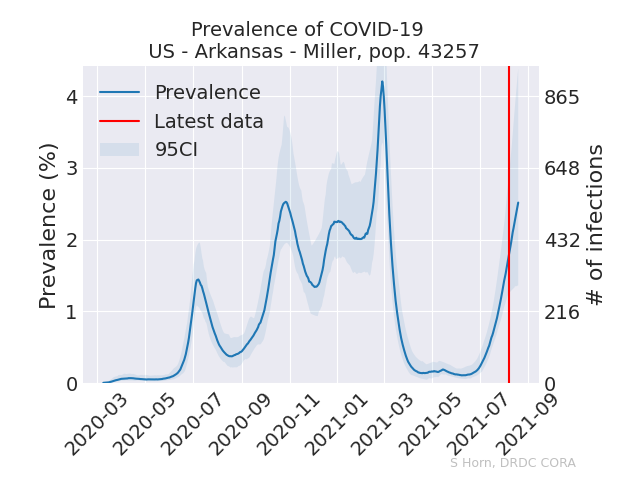 Prevalence of COVID-19
US - Arkansas - Miller, pop. 43257
Prevalence
Latest data
95CI
Prevalence (%)
4
3
2
1
0
865
648
432
216
0
# of infections
2020-03
2020-05
2020-07
2020-09
2020-11
2021-01
2021-03
2021-05
2021-07
2021-09
S Horn, DRDC CORA